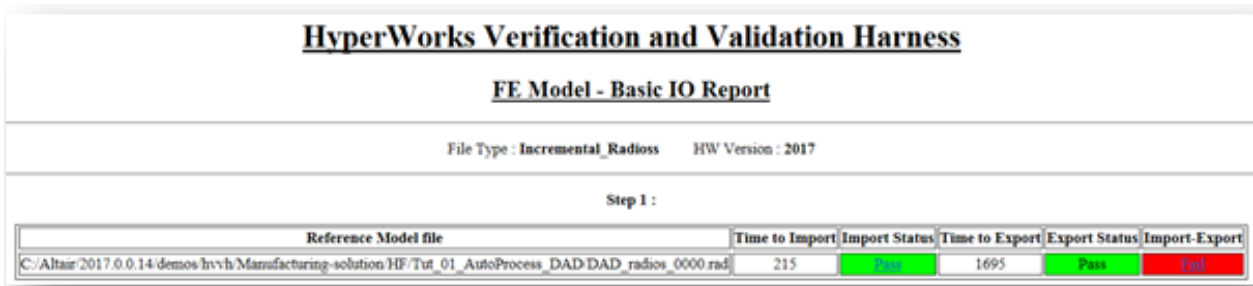 HyperWorks Verification and Validation Harness
FE Model - Basic IO Report
File Type : Incremental_Radioss HW Version : 2017
Step 1 :
Reference Model file Time to Import Import Status Time to Export Export Status Import-Export
C:/Altair/2017.0.0.14/demos/hvvh/Manufacturing-solution/HF/Tut_01_AutoProcess_DAD/DAD_radios_0000.rad 215 Pass 1695 Pass Fail